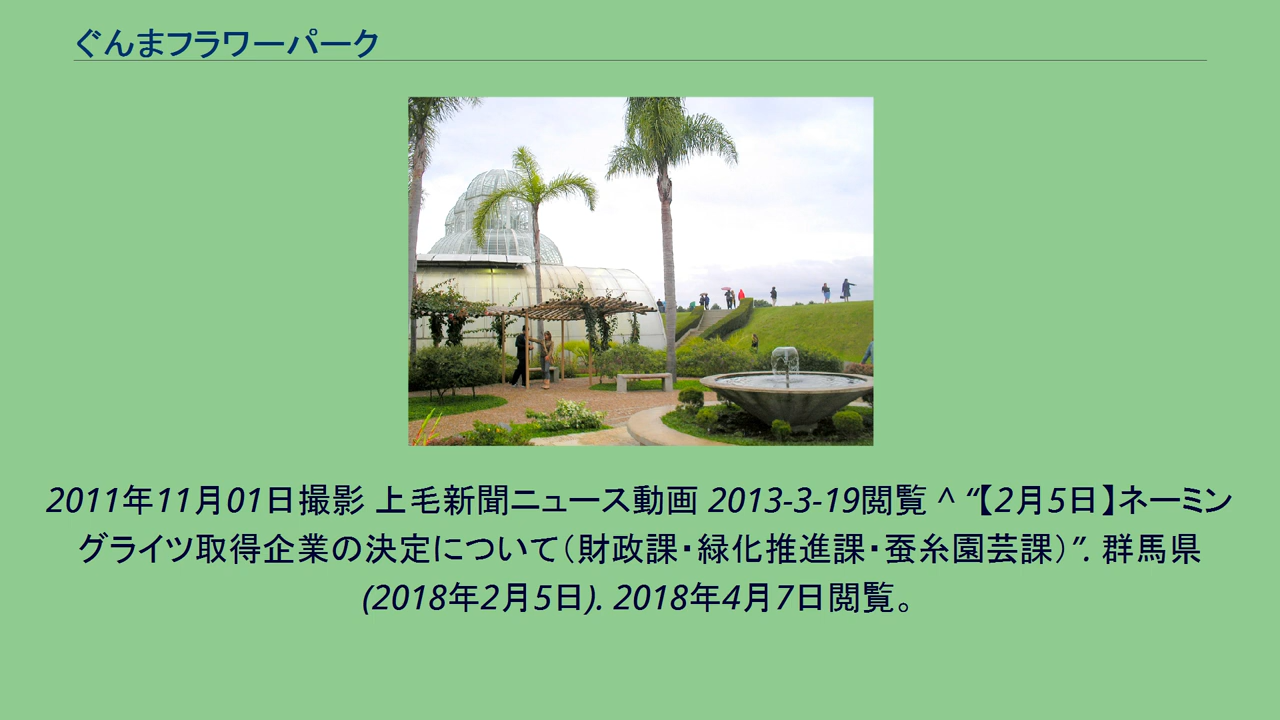 ぐんまフラワーパーク
2011年11月01日撮影 上毛新聞ニュース動画 2013-3-19閲覧 ^ “【2月5日】ネーミン
グライツ取得企業の決定について（財政課・緑化推進課・蚕糸園芸課）”. 群馬県
(2018年2月5日). 2018年4月7日閲覧。